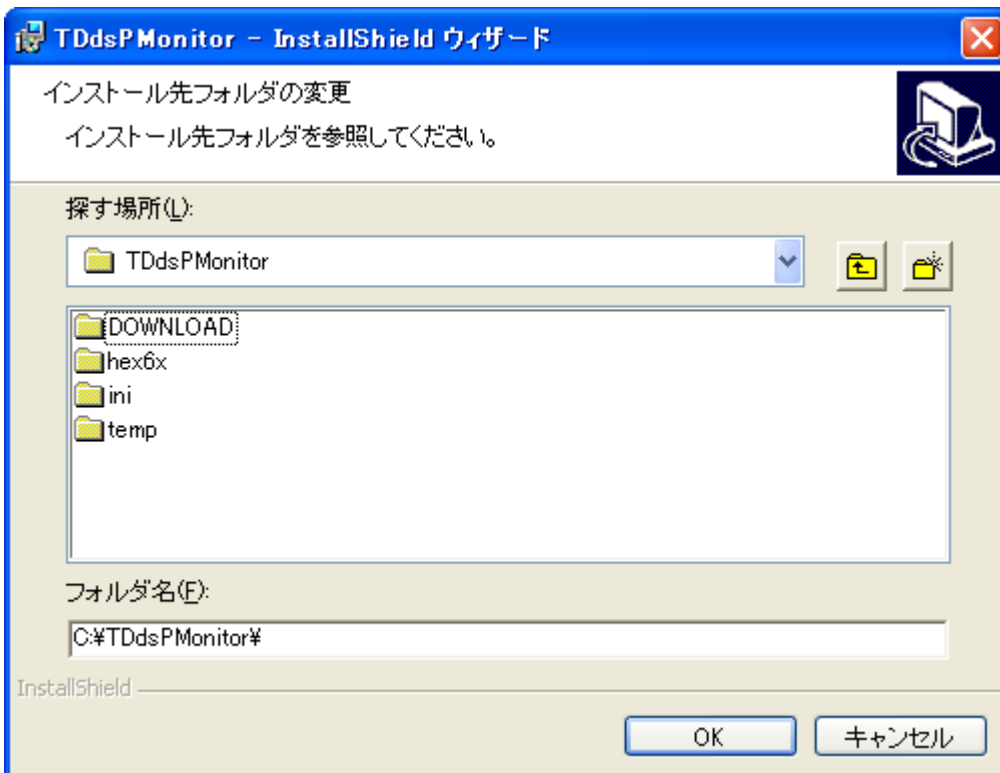 TDdsPMonitor - InstallShield ウィザード
インストール先フォルダの変更
インストール先フォルダを参照してください。
探す場所(L):
TDdsPMonitor
DOWNLOAD
hex6x
ini
temp
フォルダ名(F):
C:¥TDdsPMonitor¥
InstallShield
OK
キャンセル